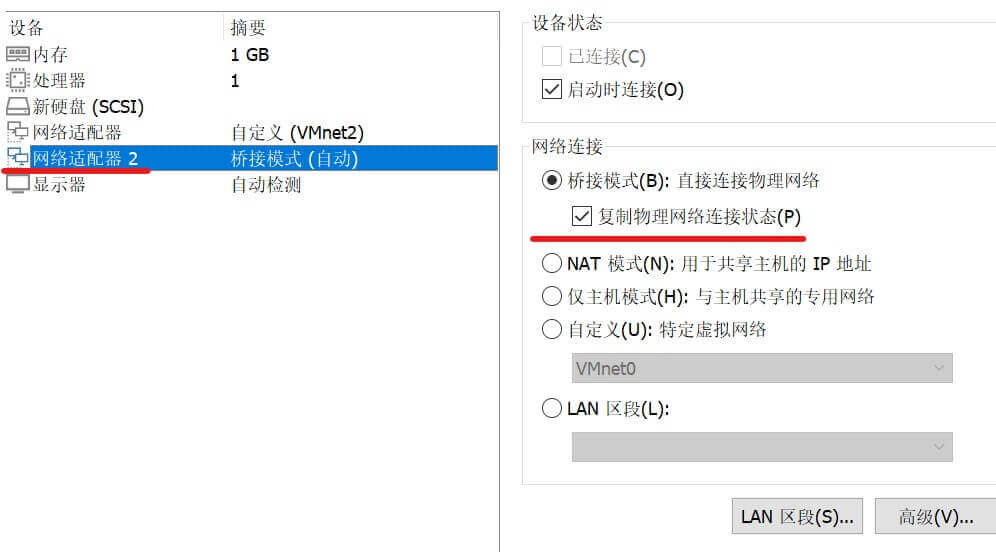 设备 摘要
内存 1 GB
处理器 1
新硬盘 (SCSI)
网络适配器 自定义 (VMnet2)
网络适配器 2 桥接模式 (自动)
显示器 自动检测
设备状态
已连接(C)
启动时连接(O)
网络连接
桥接模式(B): 直接连接物理网络
复制物理网络连接状态(P)
NAT 模式(N): 用于共享主机的 IP 地址
仅主机模式(H): 与主机共享的专用网络
自定义(U): 特定虚拟网络
VMnet0
LAN 区段(L):
LAN 区段(S)... 高级(V)...